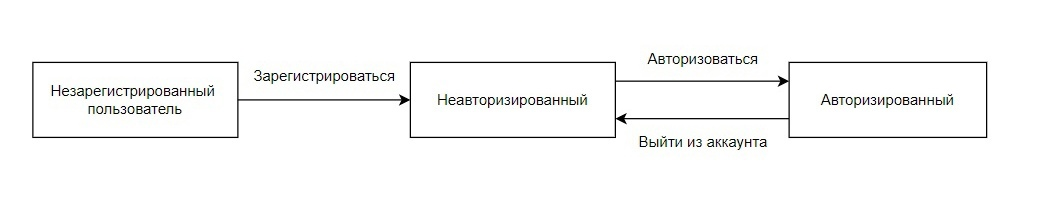 Незарегистрированный
пользователь
Зарегистрироваться
Неавторизированный
Авторизоваться
Выйти из аккаунта
Авторизированный